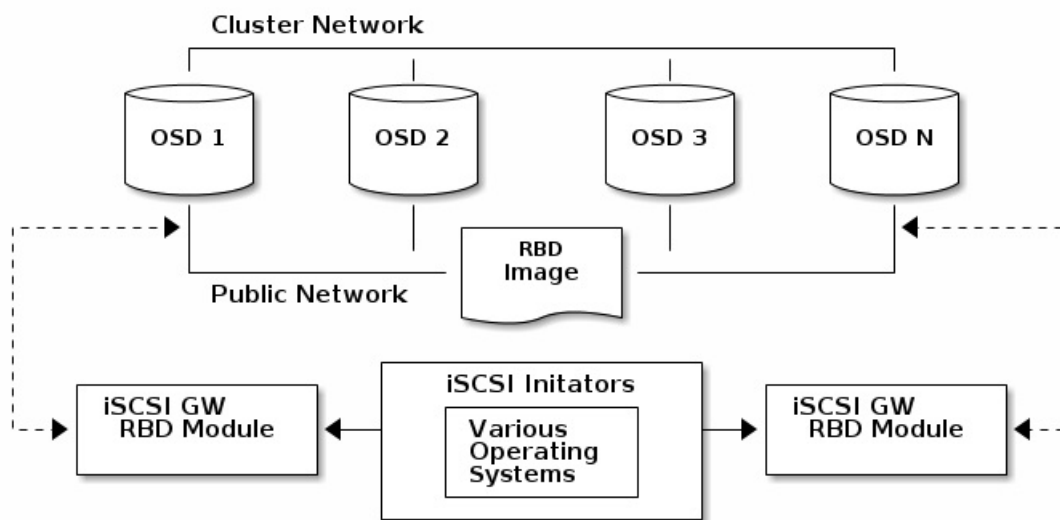 Cluster Network
OSD 1
OSD 2
OSD 3
OSD N
RBD
Image
Public Network
iSCSI GW
RBD Module
iSCSI Initators
Various
Operating
Systems
iSCSI GW
RBD Module